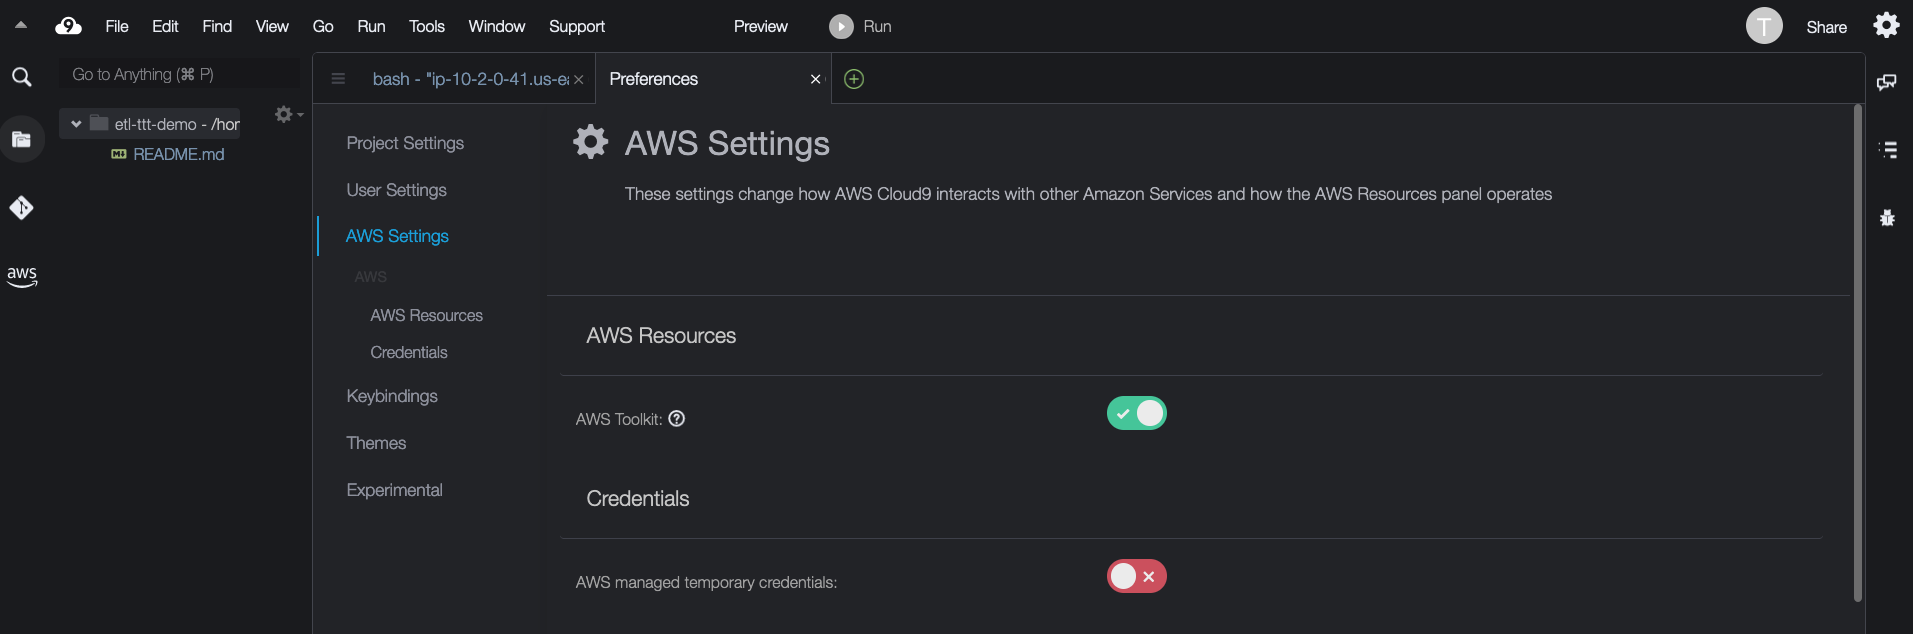 File Edit Find View Go Run Tools Window Support Preview Run T Share
Go to Anything (⌘ P)
bash - "ip-10-2-0-41.us-ea
Preferences
etl-ttt-demo - /hor
README.md
aws
Project Settings
User Settings
AWS Settings
AWS
AWS Resources
Credentials
Keybindings
Themes
Experimental
AWS Settings
These settings change how AWS Cloud9 interacts with other Amazon Services and how the AWS Resources panel operates
AWS Resources
AWS Toolkit:
Credentials
AWS managed temporary credentials: